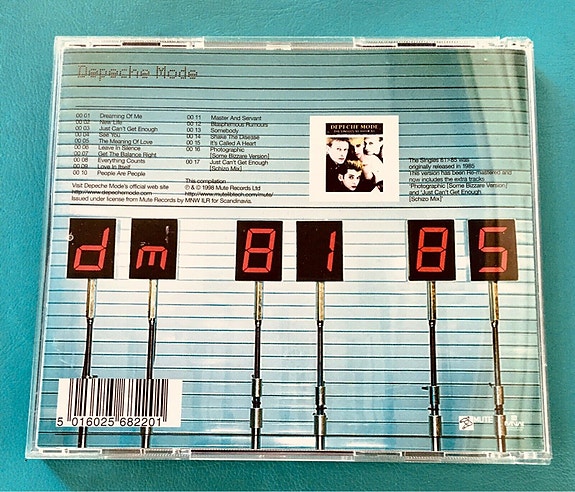 Depeche Mode
00 01 Dreaming Of Me
00 02 New Life
00 03 Just Can't Get Enough
00 04 See You
00 05 The Meaning Of Love
00 06 Leave In Silence
00 07 Get The Balance Right
00 08 Everything Counts
00 09 Love In Itself
00 10 People Are People
00 11 Master And Servant
00 12 Blasphemous Rumours
00 13 Somebody
00 14 Shake The Disease
00 15 It's Called A Heart
00 16 Photographic
[Some Bizzare Version]
00 17 Just Can't Get Enough
[Schizo Mix]
DEPECHE MODE
THE SINGLES 81-85
The Singles 81>85 was
originally released in 1985
This version has been Re-mastered and
now includes the extra tracks
'Photographic [Some Bizzare Version]'
and 'Just Can't Get Enough
[Schizo Mix]'
This compilation
Visit Depeche Mode's official web site
℗ & © 1998 Mute Records Ltd
http://www.depechemode.com
http://www.mutelibtech.com/mute/
Issued under license from Mute Records by MNW ILR for Scandinavia.
dm 81 85
5 016025 682201
MUTE
MNW